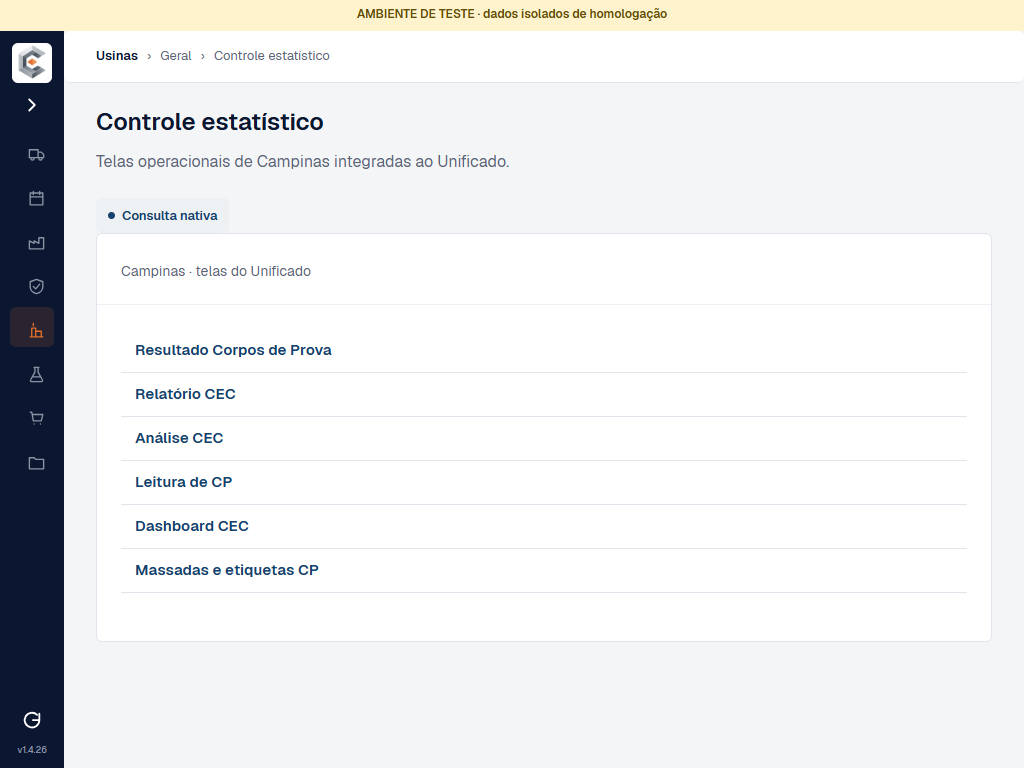 AMBIENTE DE TESTE · dados isolados de homologação
Usinas › Geral › Controle estatístico
Controle estatístico
Telas operacionais de Campinas integradas ao Unificado.
Consulta nativa
Campinas · telas do Unificado
Resultado Corpos de Prova
Relatório CEC
Análise CEC
Leitura de CP
Dashboard CEC
Massadas e etiquetas CP
v1.4.26